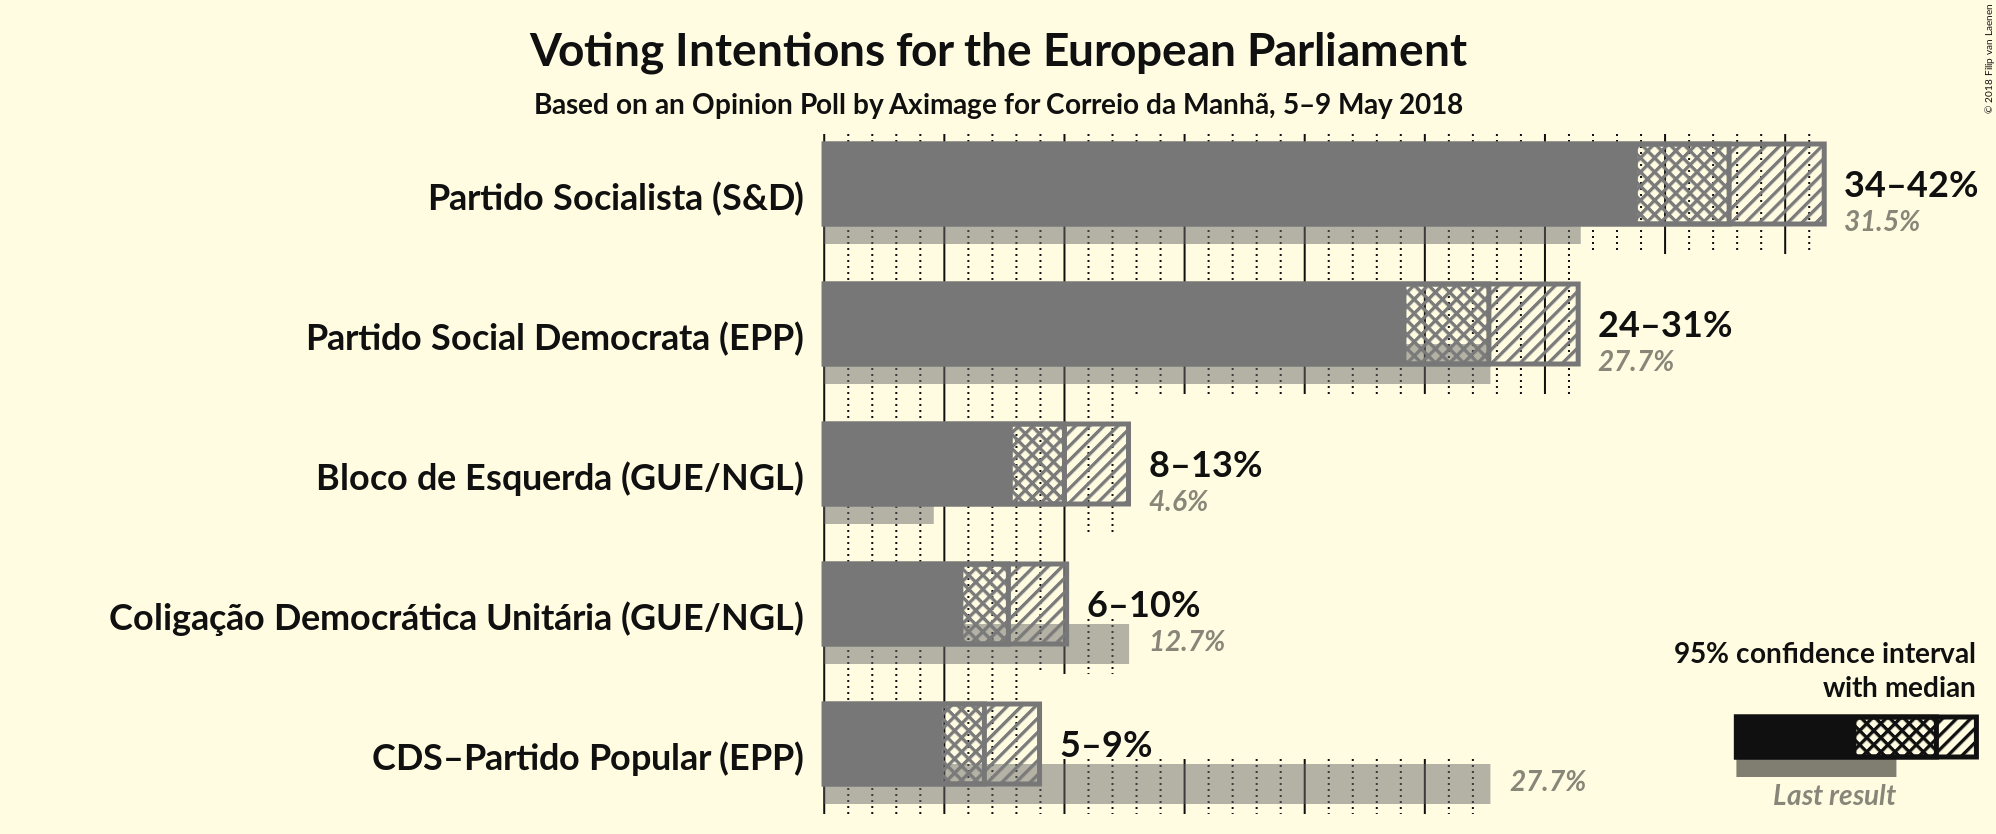 Voting Intentions for the European Parliament
Based on an Opinion Poll by Aximage for Correio da Manhã, 5–9 May 2018
© 2018 Filip van Laenen
Partido Socialista (S&D)
34–42%
31.5%
Partido Social Democrata (EPP)
24–31%
27.7%
Bloco de Esquerda (GUE/NGL)
8–13%
4.6%
Coligação Democrática Unitária (GUE/NGL)
6–10%
12.7%
CDS–Partido Popular (EPP)
5–9%
27.7%
95% confidence interval
with median
Last result